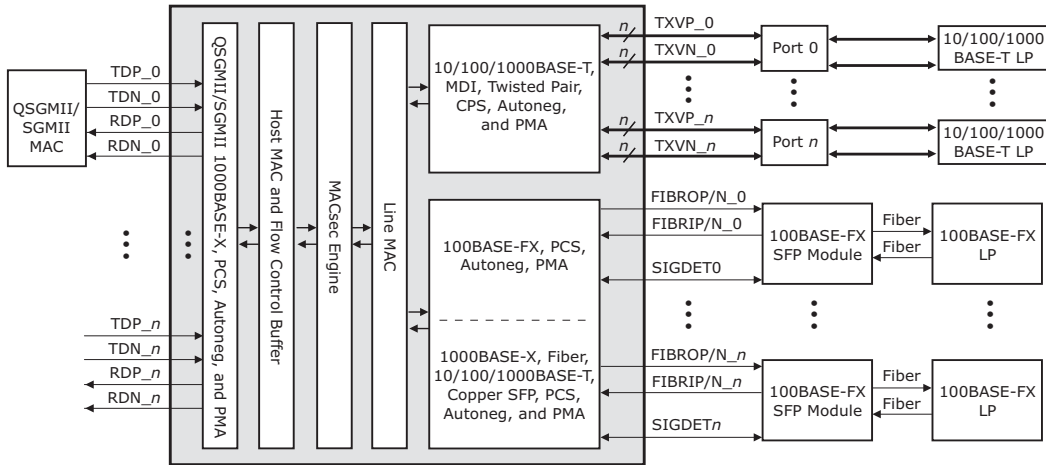 QSGMII/
SGMII
MAC
TDP_0
TDN_0
RDP_0
RDN_0
TDP_n
TDN_n
RDP_n
RDN_n
QSGMII/SGMII 1000BASE-X, PCS, Autoneg, and PMA
Host MAC and Flow Control Buffer
MACsec Engine
Line MAC
10/100/1000BASE-T,
MDI, Twisted Pair,
CPS, Autoneg,
and PMA
100BASE-FX, PCS,
Autoneg, PMA
1000BASE-X, Fiber,
10/100/1000BASE-T,
Copper SFP, PCS,
Autoneg, and PMA
n
TXVP_0
n
TXVN_0
n
TXVP_n
n
TXVN_n
Port 0
Port n
10/100/1000
BASE-T LP
10/100/1000
BASE-T LP
FIBROP/N_0
FIBRIP/N_0
SIGDET0
100BASE-FX
SFP Module
Fiber
Fiber
100BASE-FX
LP
FIBROP/N_n
FIBRIP/N_n
SIGDETn
100BASE-FX
SFP Module
Fiber
Fiber
100BASE-FX
LP